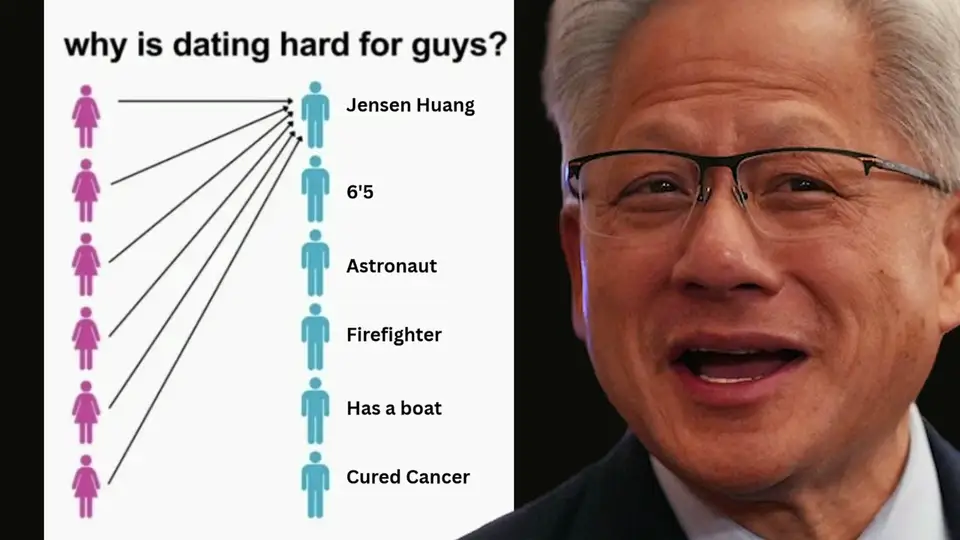 why is dating hard for guys?
Jensen Huang
6'5
Astronaut
Firefighter
Has a boat
Cured Cancer